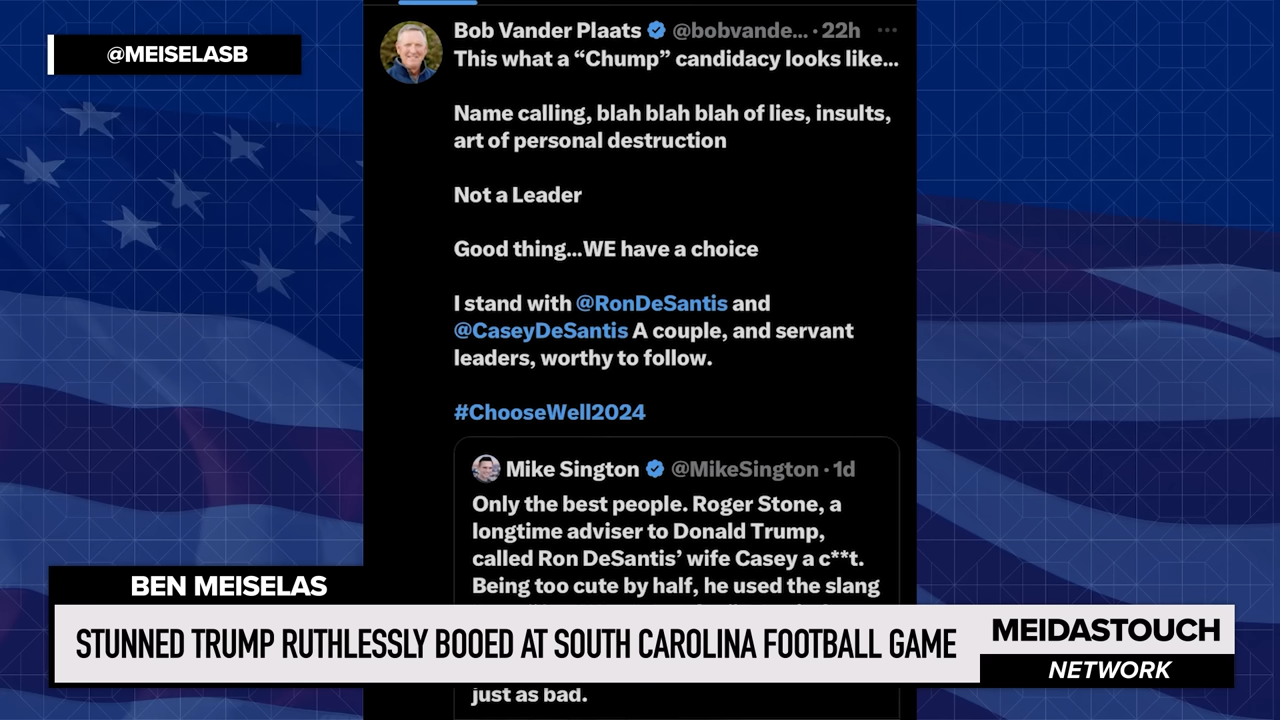 @MEISELASB
Bob Vander Plaats @bobvande... · 22h ···
This what a “Chump” candidacy looks like...
Name calling, blah blah blah of lies, insults,
art of personal destruction
Not a Leader
Good thing...WE have a choice
I stand with @RonDeSantis and
@CaseyDeSantis A couple, and servant
leaders, worthy to follow.
#ChooseWell2024
Mike Sington @MikeSington · 1d
Only the best people. Roger Stone, a
longtime adviser to Donald Trump,
called Ron DeSantis’ wife Casey a c**t.
Being too cute by half, he used the slang
just as bad.
BEN MEISELAS
STUNNED TRUMP RUTHLESSLY BOOED AT SOUTH CAROLINA FOOTBALL GAME
MEIDASTOUCH
NETWORK